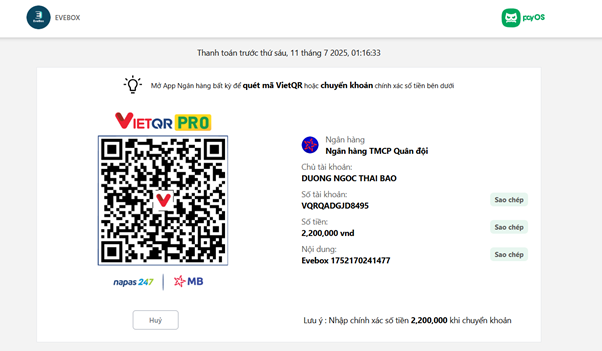 EveBox
EVEBOX
payOS
Thanh toán trước thứ sáu, 11 tháng 7 2025, 01:16:33
Mở App Ngân hàng bất kỳ để quét mã VietQR hoặc chuyển khoản chính xác số tiền bên dưới
VIETQR PRO
napas 247
MB
Ngân hàng
Ngân hàng TMCP Quân đội
Chủ tài khoản:
DUONG NGOC THAI BAO
Số tài khoản:
VQRQADGJD8495
Sao chép
Số tiền:
2,200,000 vnd
Sao chép
Nội dung:
Evebox 1752170241477
Sao chép
Huỷ
Lưu ý : Nhập chính xác số tiền 2,200,000 khi chuyển khoản